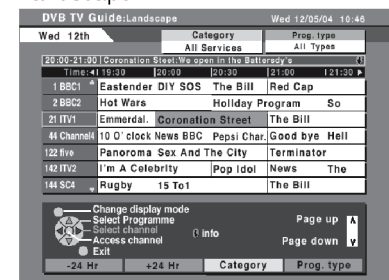 DVB TV Guide:Landscape Wed 12/05/04 10:46
Wed 12th Category Prog. type
All Services All Types
20:00-21:00 Coronation Steet:We open in the Battersdy's
Time: 19:30 20:00 20:30 21:00 21:30
1 BBC1 Eastender DIY SOS The Bill Red Cap
2 BBC2 Hot Wars Holliday Program So
21 ITV1 Emmerdal. Coronation Street The Bill
44 Channel4 10 O' clock News BBC Pepsi Char. Good bye Hell
122 five Panoroma Sex And The City Terminator
142 ITV2 I'm A Celebrity Pop Idol News The
144 SC4 Rugby 15 To1 The Bill
Change display mode
Select Programme
Select channel
Access channel
Exit
i info
Page up
Page down
-24 Hr +24 Hr Category Prog. type